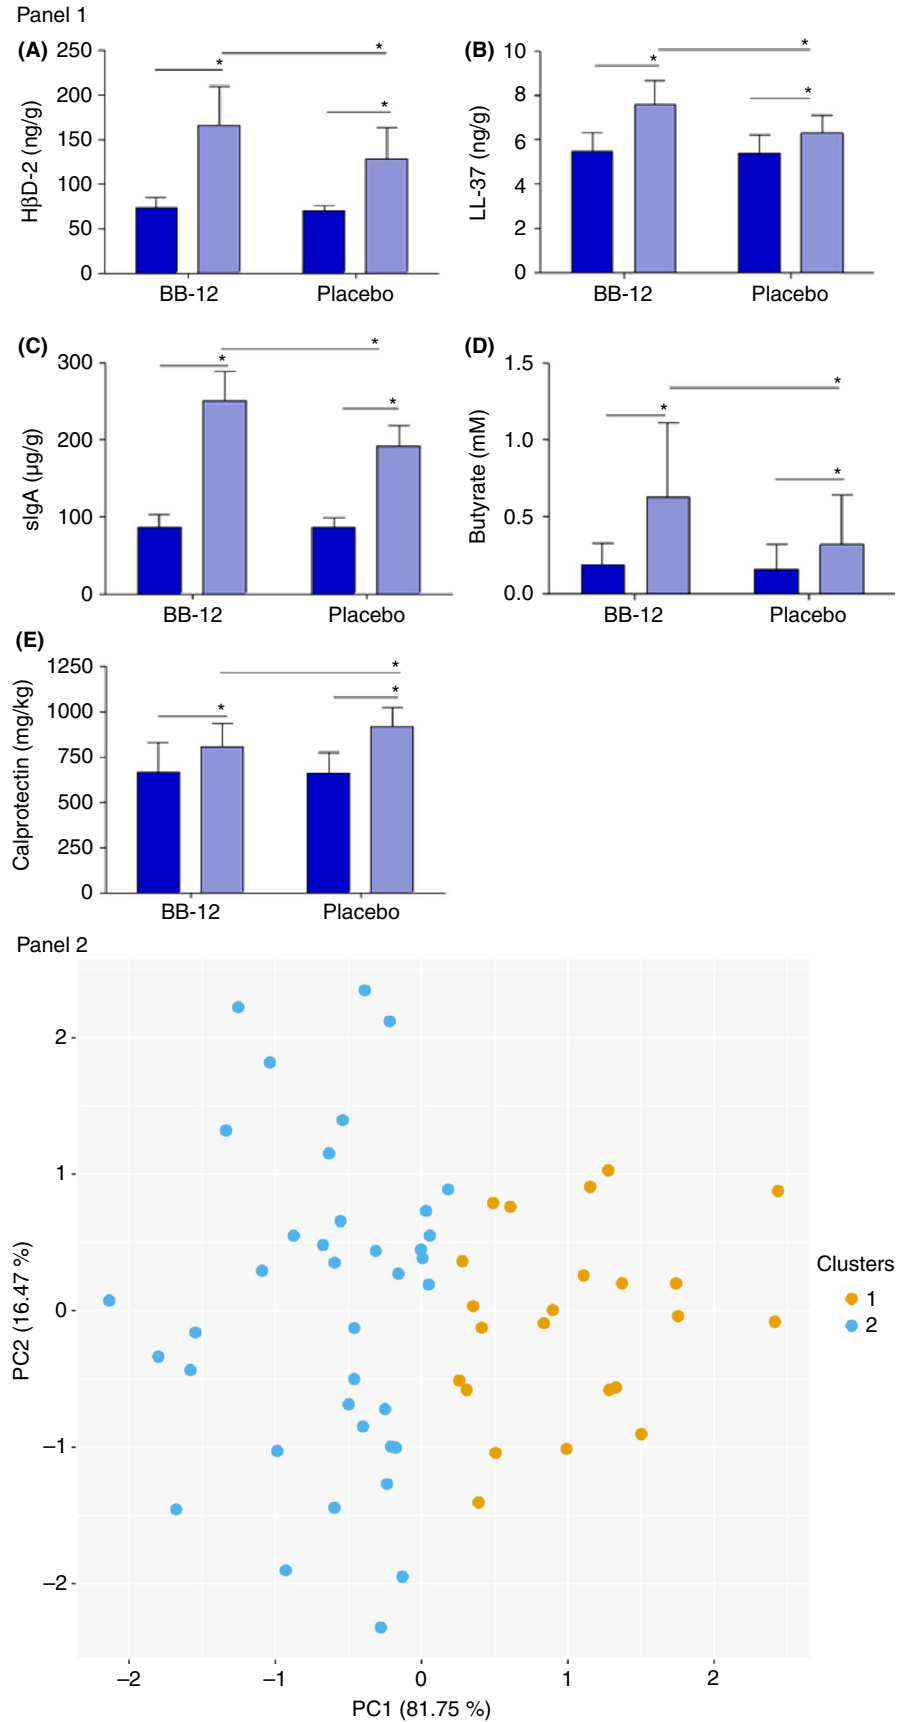 Panel 1
(A)
HβD-2 (ng/g)
250
200
150
100
50
0
*
*
*
BB-12 Placebo
(B)
LL-37 (ng/g)
10
8
6
4
2
0
*
*
*
BB-12 Placebo
(C)
sIgA (µg/g)
300
200
100
0
*
*
*
BB-12 Placebo
(D)
Butyrate (mM)
1.5
1.0
0.5
0.0
*
*
*
BB-12 Placebo
(E)
Calprotectin (mg/kg)
1250
1000
750
500
250
0
*
*
*
BB-12 Placebo
Panel 2
PC2 (16.47 %)
2
1
0
−1
−2
−2 −1 0 1 2
PC1 (81.75 %)
Clusters
1
2